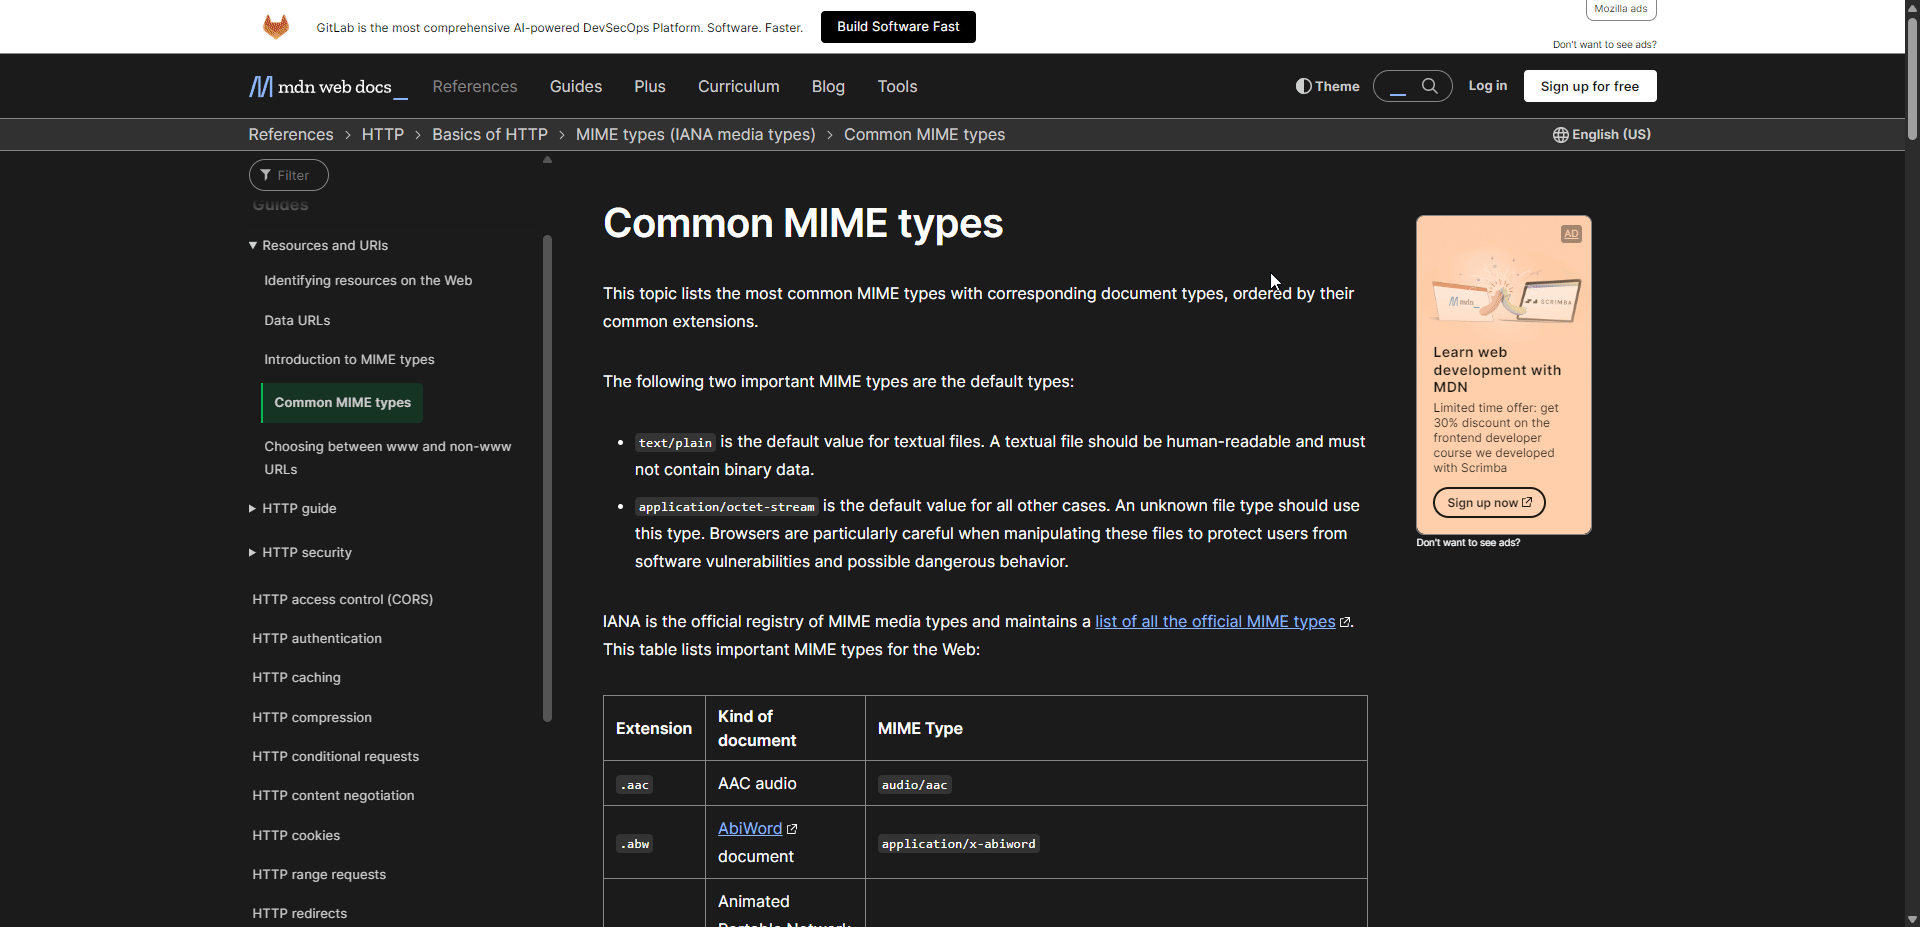 GitLab is the most comprehensive AI-powered DevSecOps Platform. Software. Faster.
Build Software Fast
Mozilla ads
Don't want to see ads?
mdn web docs_
References
Guides
Plus
Curriculum
Blog
Tools
Theme
Log in
Sign up for free
References > HTTP > Basics of HTTP > MIME types (IANA media types) > Common MIME types
English (US)
Filter
Guides
Resources and URIs
Identifying resources on the Web
Data URLs
Introduction to MIME types
Common MIME types
Choosing between www and non-www
URLs
HTTP guide
HTTP security
HTTP access control (CORS)
HTTP authentication
HTTP caching
HTTP compression
HTTP conditional requests
HTTP content negotiation
HTTP cookies
HTTP range requests
HTTP redirects
Common MIME types
This topic lists the most common MIME types with corresponding document types, ordered by their
common extensions.
The following two important MIME types are the default types:
• text/plain is the default value for textual files. A textual file should be human-readable and must
not contain binary data.
• application/octet-stream is the default value for all other cases. An unknown file type should use
this type. Browsers are particularly careful when manipulating these files to protect users from
software vulnerabilities and possible dangerous behavior.
IANA is the official registry of MIME media types and maintains a list of all the official MIME types.
This table lists important MIME types for the Web:
Extension
Kind of
document
MIME Type
.aac
AAC audio
audio/aac
.abw
AbiWord
document
application/x-abiword
Animated
Portable Network
AD
mdn_
SCRIMBA
Learn web
development with
MDN
Limited time offer: get
30% discount on the
frontend developer
course we developed
with Scrimba
Sign up now
Don't want to see ads?